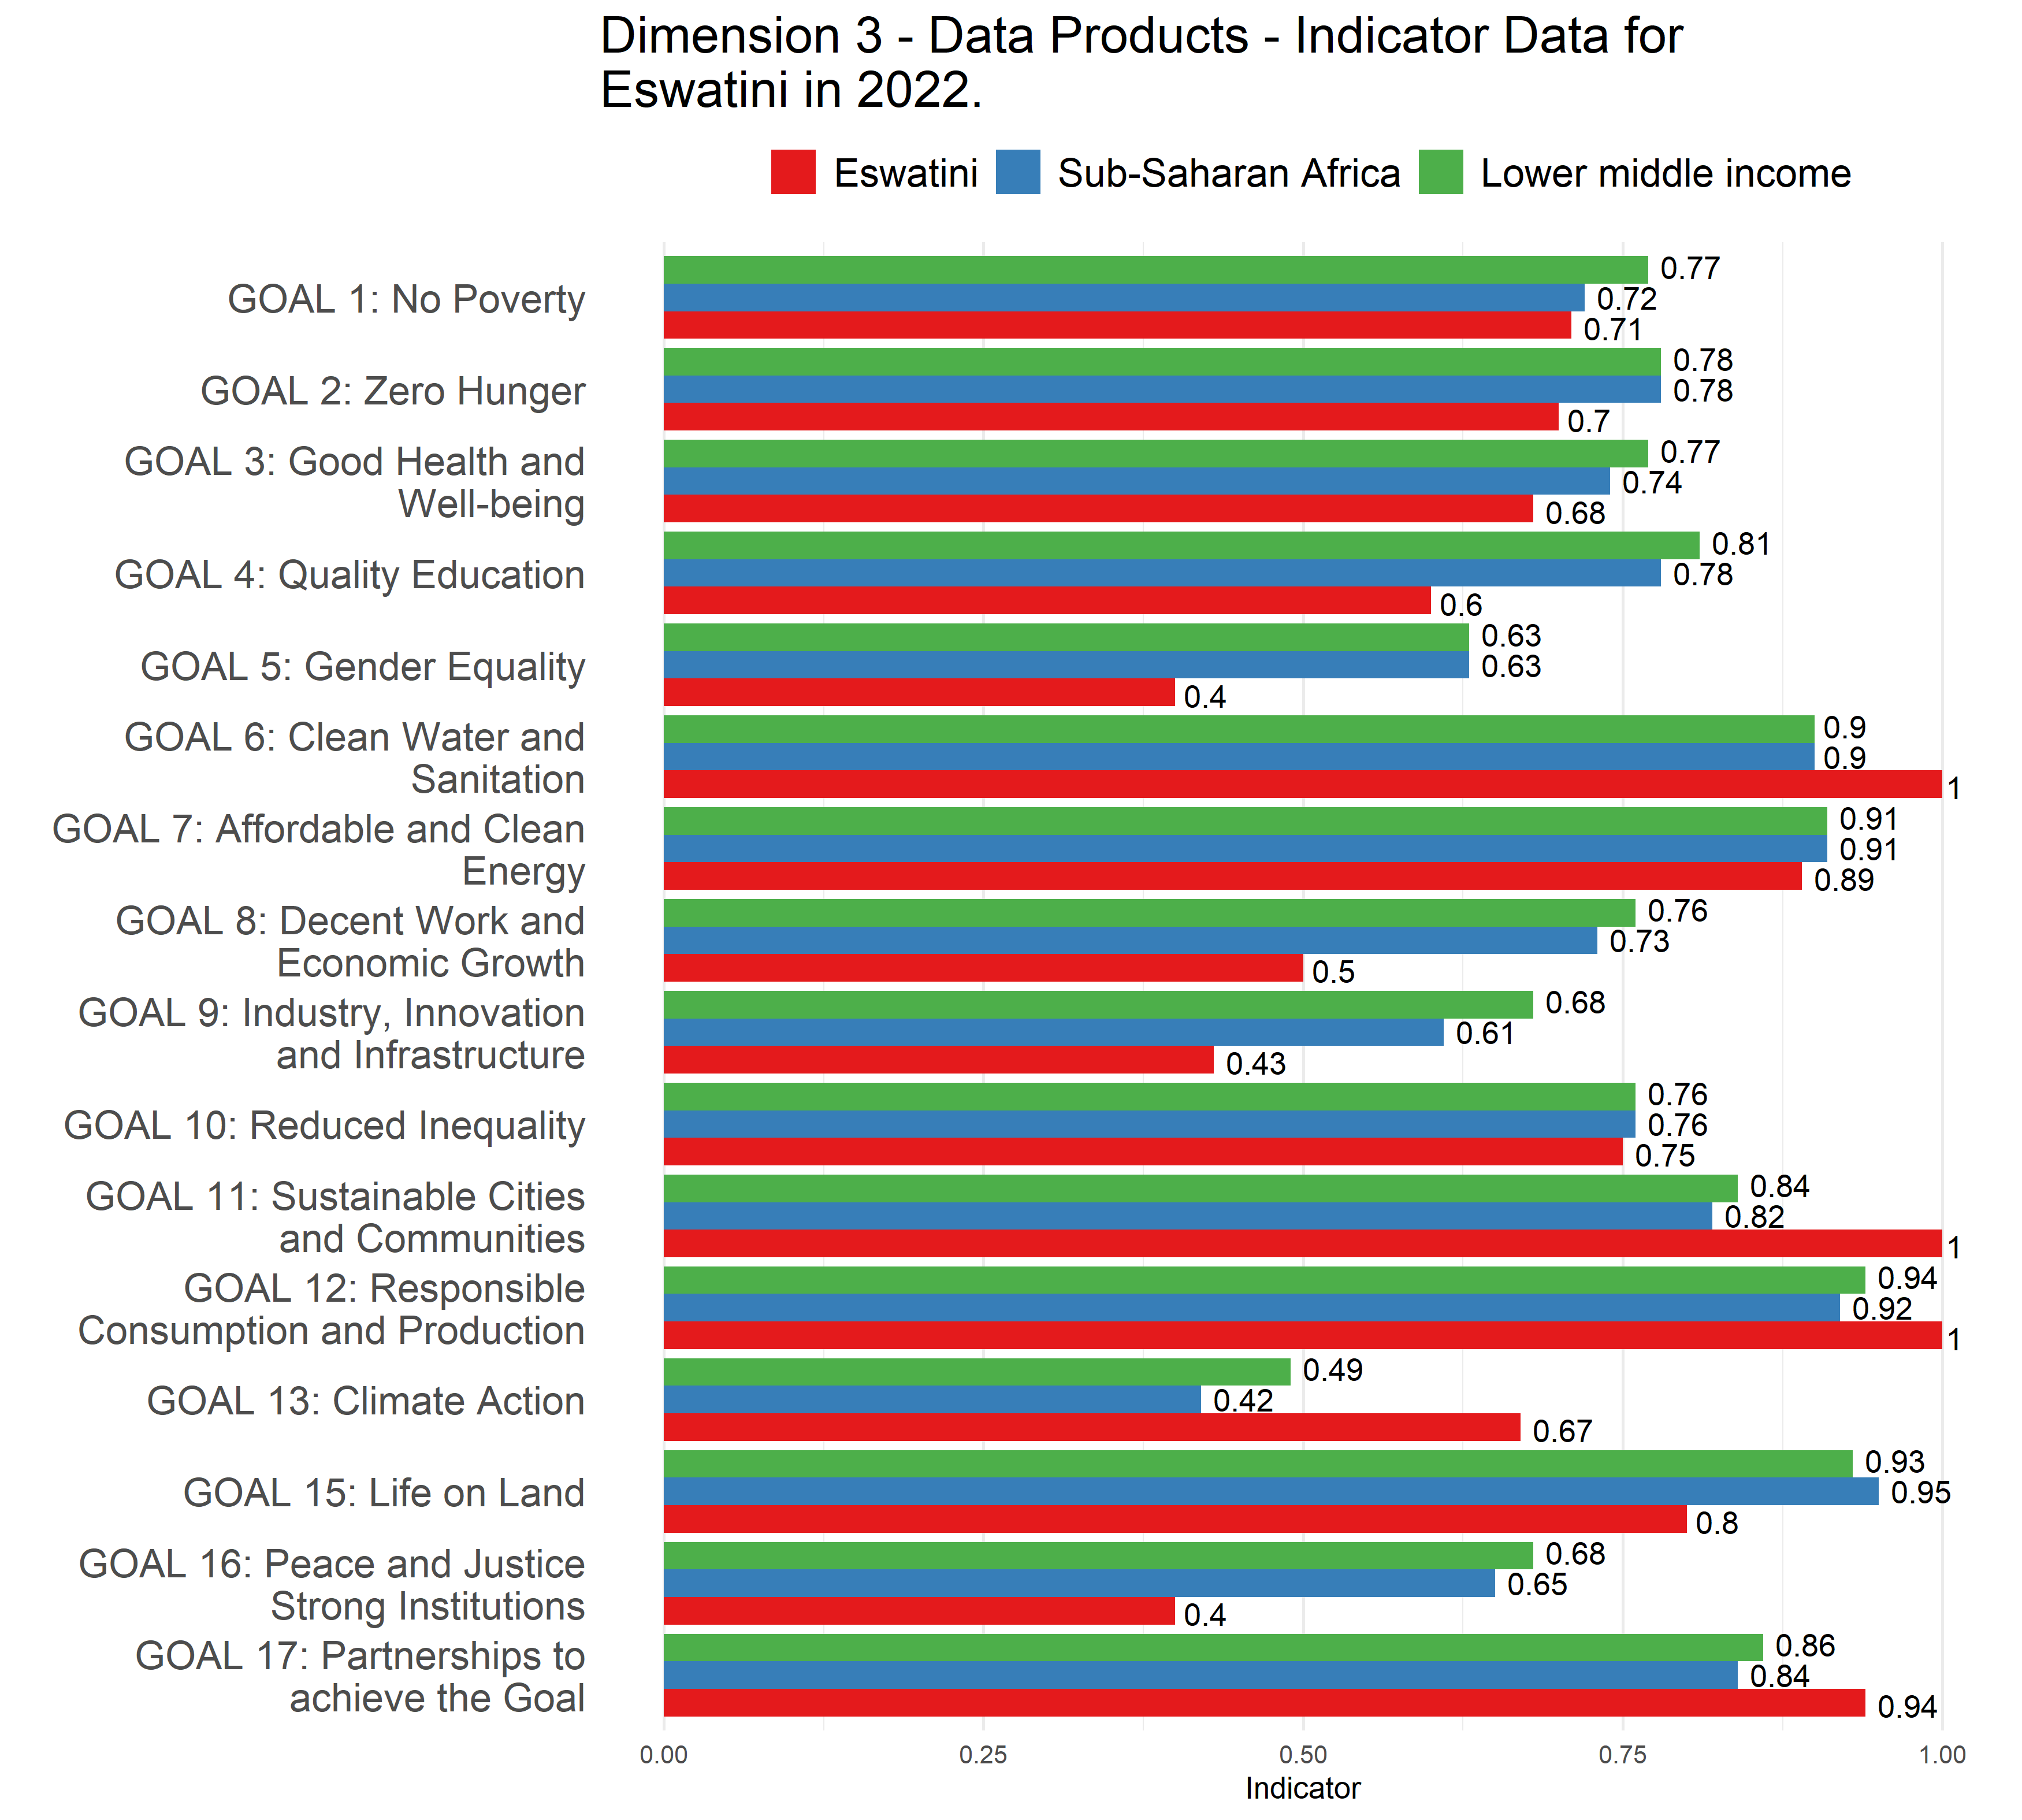 Dimension 3 - Data Products - Indicator Data for
Eswatini in 2022.
Eswatini Sub-Saharan Africa Lower middle income
GOAL 1: No Poverty
0.77
0.72
0.71
GOAL 2: Zero Hunger
0.78
0.78
0.7
GOAL 3: Good Health and
Well-being
0.77
0.74
0.68
GOAL 4: Quality Education
0.81
0.78
0.6
GOAL 5: Gender Equality
0.63
0.63
0.4
GOAL 6: Clean Water and
Sanitation
0.9
0.9
1
GOAL 7: Affordable and Clean
Energy
0.91
0.91
0.89
GOAL 8: Decent Work and
Economic Growth
0.76
0.73
0.5
GOAL 9: Industry, Innovation
and Infrastructure
0.68
0.61
0.43
GOAL 10: Reduced Inequality
0.76
0.76
0.75
GOAL 11: Sustainable Cities
and Communities
0.84
0.82
1
GOAL 12: Responsible
Consumption and Production
0.94
0.92
1
GOAL 13: Climate Action
0.49
0.42
0.67
GOAL 15: Life on Land
0.93
0.95
0.8
GOAL 16: Peace and Justice
Strong Institutions
0.68
0.65
0.4
GOAL 17: Partnerships to
achieve the Goal
0.86
0.84
0.94
0.00 0.25 0.50 0.75 1.00
Indicator